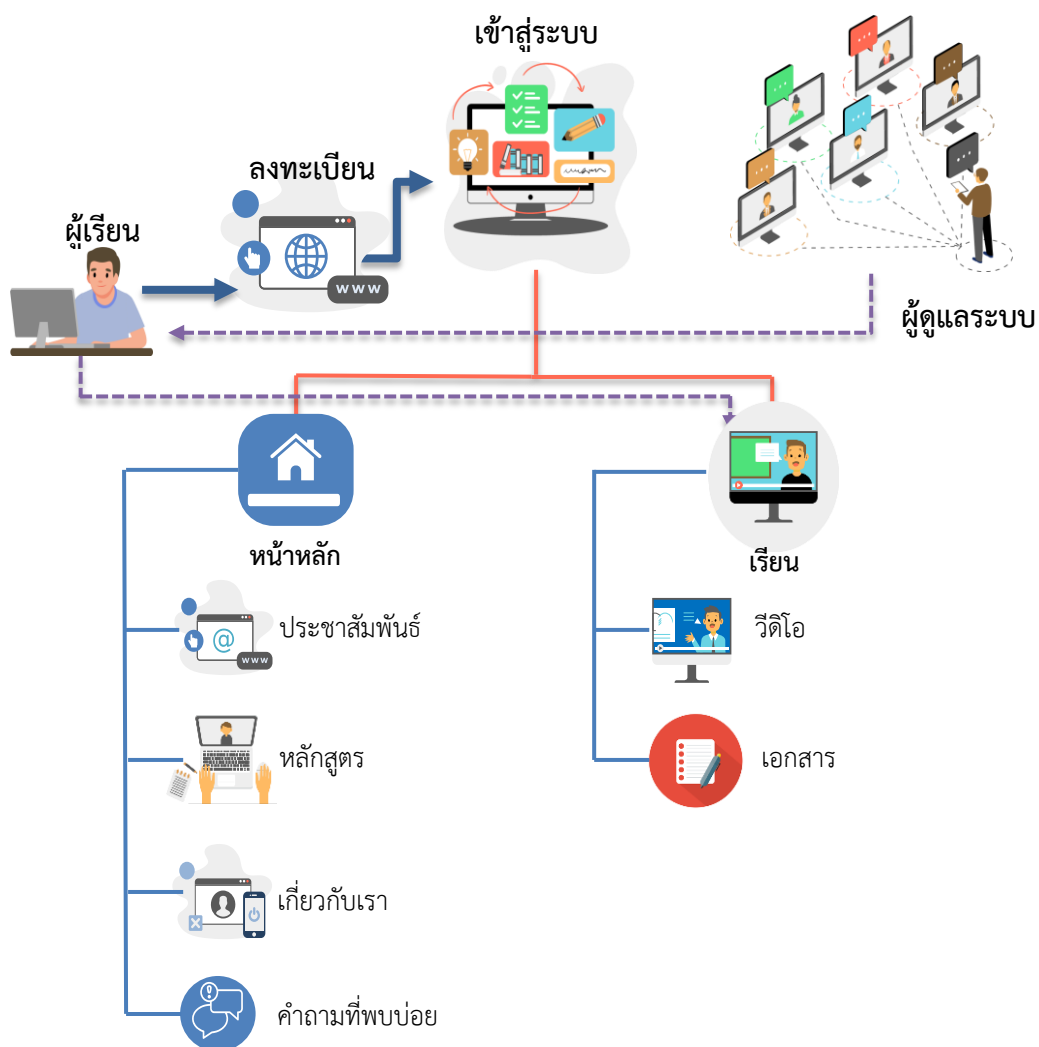 เข้าสู่ระบบ
ลงทะเบียน
ผู้เรียน
WWW
ผู้ดูแลระบบ
หน้าหลัก
เรียน
@
WWW
ประชาสัมพันธ์
วีดิโอ
หลักสูตร
เอกสาร
เกี่ยวกับเรา
คำถามที่พบบ่อย